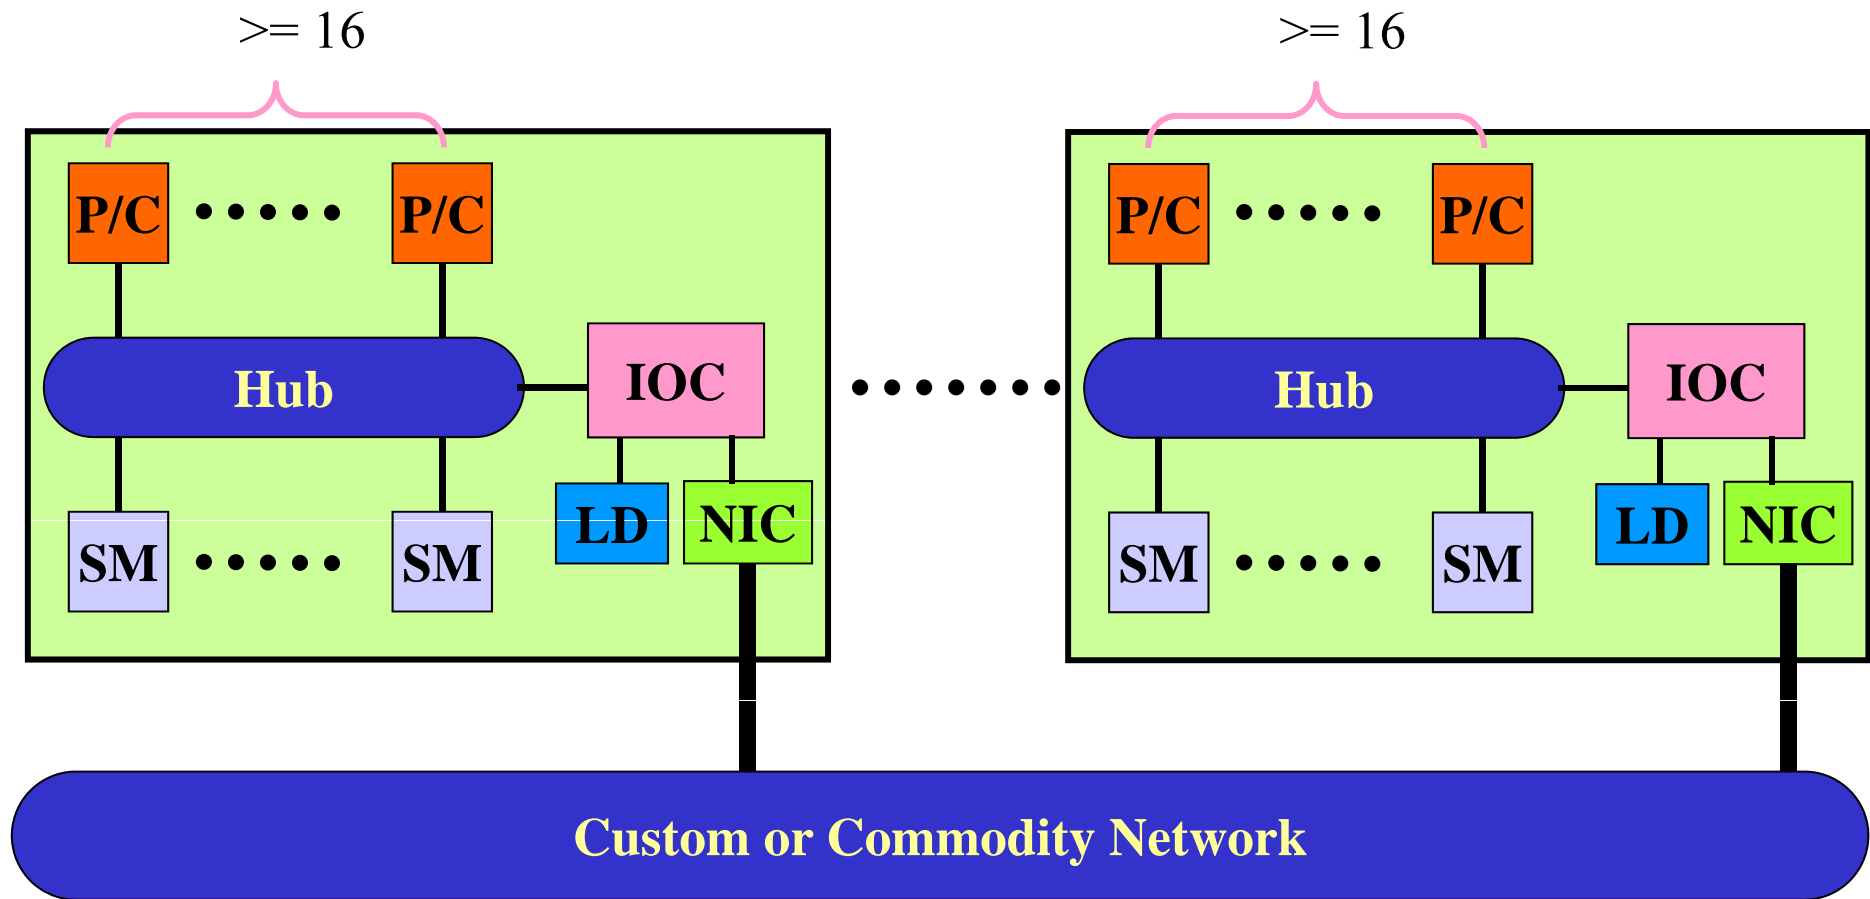 >= 16 >= 16
P/C P/C P/C P/C
Hub IOC Hub IOC
LD NIC LD NIC
SM SM SM SM
Custom or Commodity Network